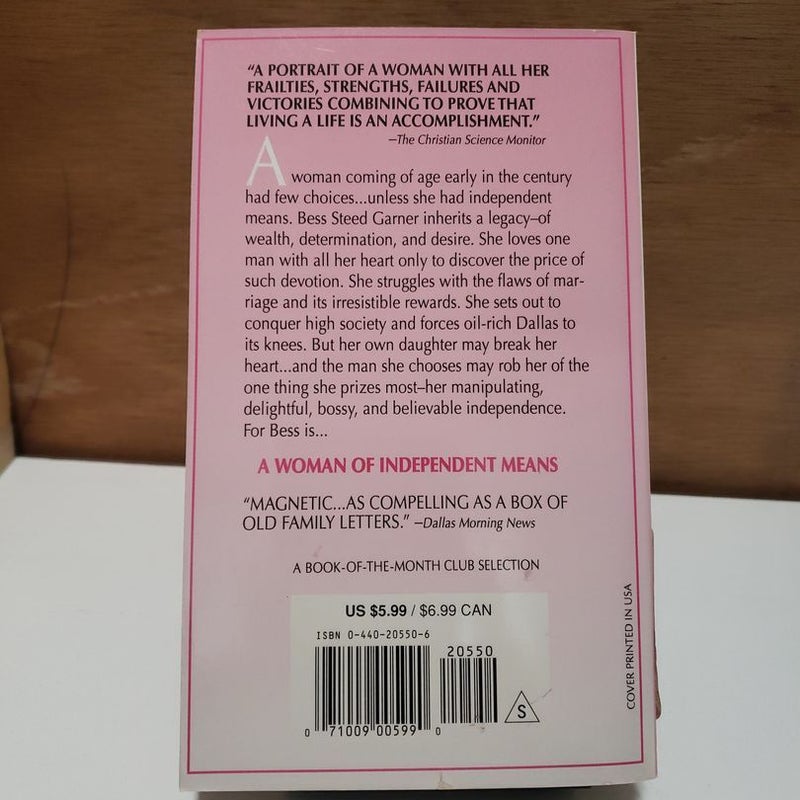 “A PORTRAIT OF A WOMAN WITH ALL HER
FRAILTIES, STRENGTHS, FAILURES AND
VICTORIES COMBINING TO PROVE THAT
LIVING A LIFE IS AN ACCOMPLISHMENT.”
–The Christian Science Monitor
A woman coming of age early in the century
had few choices...unless she had independent
means. Bess Steed Garner inherits a legacy–of
wealth, determination, and desire. She loves one
man with all her heart only to discover the price of
such devotion. She struggles with the flaws of mar-
riage and its irresistible rewards. She sets out to
conquer high society and forces oil-rich Dallas to
its knees. But her own daughter may break her
heart...and the man she chooses may rob her of the
one thing she prizes most–her manipulating,
delightful, bossy, and believable independence.
For Bess is...
A WOMAN OF INDEPENDENT MEANS
“MAGNETIC...AS COMPELLING AS A BOX OF
OLD FAMILY LETTERS.” –Dallas Morning News
A BOOK-OF-THE-MONTH CLUB SELECTION
US $5.99 / $6.99 CAN
ISBN 0-440-20550-6
20550
0 71009 00599 0
S
COVER PRINTED IN USA